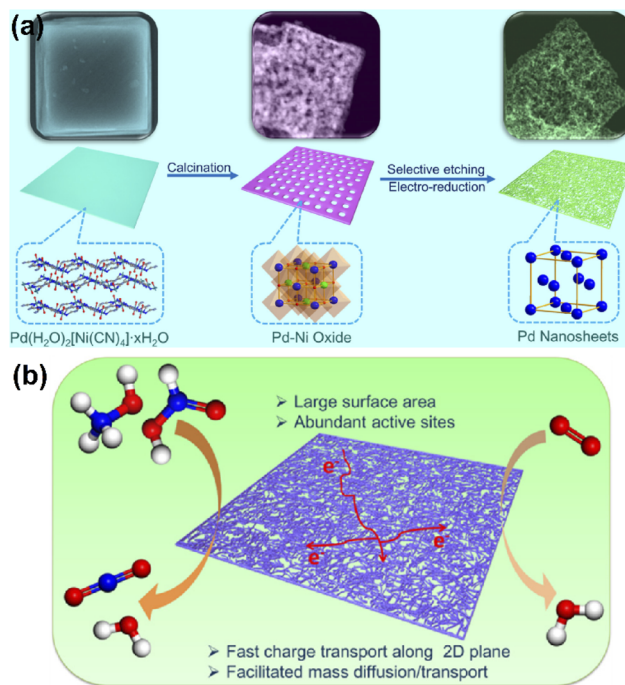 (a)
Calcination
Selective etching
Electro-reduction
Pd(H₂O)₂[Ni(CN)₄]·xH₂O
Pd-Ni Oxide
Pd Nanosheets
(b)
➢ Large surface area
➢ Abundant active sites
e⁻
e⁻
e⁻
➢ Fast charge transport along 2D plane
➢ Facilitated mass diffusion/transport